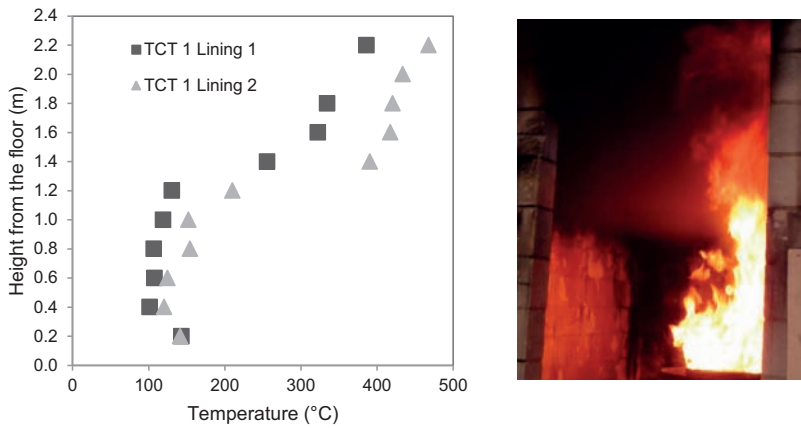 2.4
2.2
2.0
1.8
1.6
1.4
1.2
1.0
0.8
0.6
0.4
0.2
0.0
Height from the floor (m)
TCT 1 Lining 1
TCT 1 Lining 2
0 100 200 300 400 500
Temperature (°C)